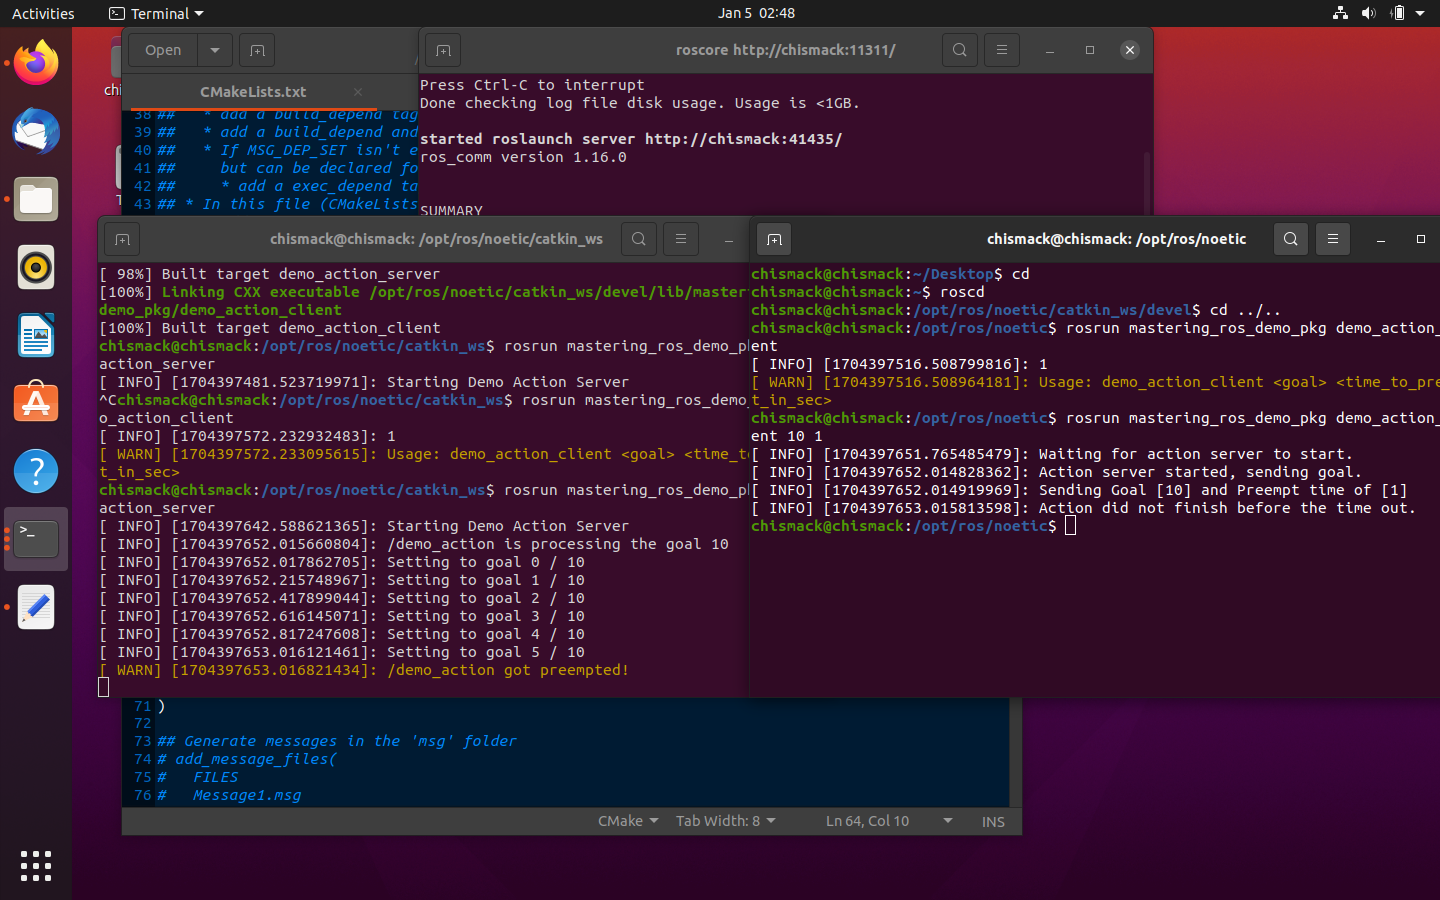 Activities
Terminal
Jan 5 02:48
Open
roscore http://chismack:11311/
CMakeLists.txt
38 ## * add a build_depend tag
39 ## * add a build_depend and
40 ## * If MSG_DEP_SET isn't e
41 ## but can be declared fo
42 ## * add a exec_depend ta
43 ## * In this file (CMakeLists
Press Ctrl-C to interrupt
Done checking log file disk usage. Usage is <1GB.
started roslaunch server http://chismack:41435/
ros_comm version 1.16.0
SUMMARY
chismack@chismack: /opt/ros/noetic/catkin_ws
[ 98%] Built target demo_action_server
[100%] Linking CXX executable /opt/ros/noetic/catkin_ws/devel/lib/master
demo_pkg/demo_action_client
[100%] Built target demo_action_client
chismack@chismack:/opt/ros/noetic/catkin_ws$ rosrun mastering_ros_demo_p
action_server
[ INFO] [1704397481.523719971]: Starting Demo Action Server
^Cchismack@chismack:/opt/ros/noetic/catkin_ws$ rosrun mastering_ros_demo
o_action_client
[ INFO] [1704397572.232932483]: 1
[ WARN] [1704397572.233095615]: Usage: demo_action_client <goal> <time_t
t_in_sec>
chismack@chismack:/opt/ros/noetic/catkin_ws$ rosrun mastering_ros_demo_p
action_server
[ INFO] [1704397642.588621365]: Starting Demo Action Server
[ INFO] [1704397652.015660804]: /demo_action is processing the goal 10
[ INFO] [1704397652.017862705]: Setting to goal 0 / 10
[ INFO] [1704397652.215748967]: Setting to goal 1 / 10
[ INFO] [1704397652.417899044]: Setting to goal 2 / 10
[ INFO] [1704397652.616145071]: Setting to goal 3 / 10
[ INFO] [1704397652.817247608]: Setting to goal 4 / 10
[ INFO] [1704397653.016121461]: Setting to goal 5 / 10
[ WARN] [1704397653.016821434]: /demo_action got preempted!
chismack@chismack: /opt/ros/noetic
chismack@chismack:~/Desktop$ cd
chismack@chismack:~$ roscd
chismack@chismack:/opt/ros/noetic/catkin_ws/devel$ cd ../..
chismack@chismack:/opt/ros/noetic$ rosrun mastering_ros_demo_pkg demo_action_
ent
[ INFO] [1704397516.508799816]: 1
[ WARN] [1704397516.508964181]: Usage: demo_action_client <goal> <time_to_pre
t_in_sec>
chismack@chismack:/opt/ros/noetic$ rosrun mastering_ros_demo_pkg demo_action_
ent 10 1
[ INFO] [1704397651.765485479]: Waiting for action server to start.
[ INFO] [1704397652.014828362]: Action server started, sending goal.
[ INFO] [1704397652.014919969]: Sending Goal [10] and Preempt time of [1]
[ INFO] [1704397653.015813598]: Action did not finish before the time out.
chismack@chismack:/opt/ros/noetic$
71 )
72
73 ## Generate messages in the 'msg' folder
74 # add_message_files(
75 # FILES
76 # Message1.msg
CMake
Tab Width: 8
Ln 64, Col 10
INS